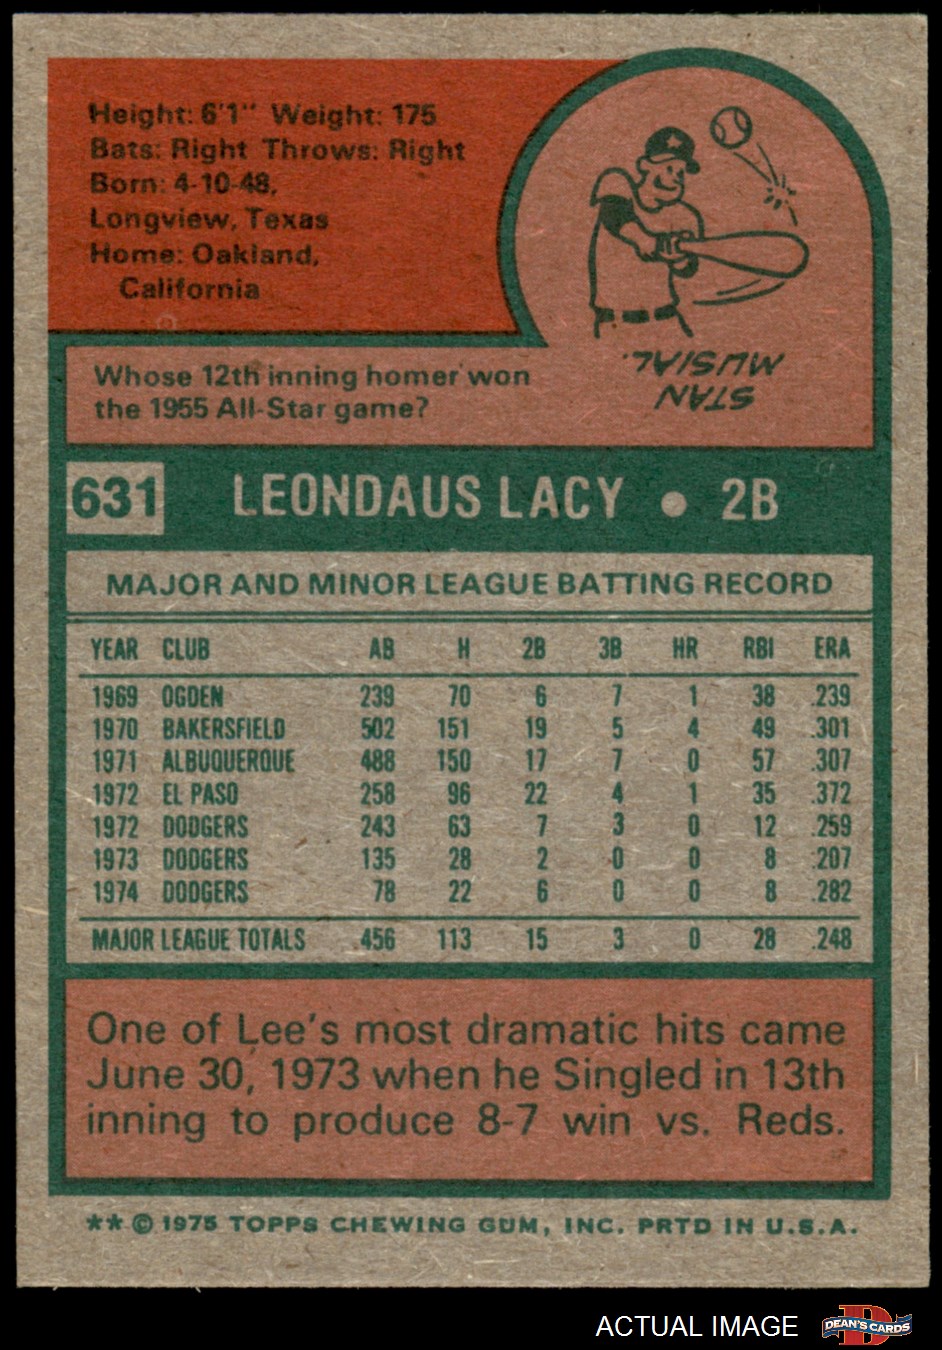 Height: 6'1" Weight: 175
Bats: Right Throws: Right
Born: 4-10-48,
Longview, Texas
Home: Oakland,
California
Whose 12th inning homer won
the 1955 All-Star game?
STAN
MUSIAL.
631 LEONDAUS LACY • 2B
MAJOR AND MINOR LEAGUE BATTING RECORD
YEAR CLUB AB H 2B 3B HR RBI ERA
1969 OGDEN 239 70 6 7 1 38 .239
1970 BAKERSFIELD 502 151 19 5 4 49 .301
1971 ALBUQUERQUE 488 150 17 7 0 57 .307
1972 EL PASO 258 96 22 4 1 35 .372
1972 DODGERS 243 63 7 3 0 12 .259
1973 DODGERS 135 28 2 0 0 8 .207
1974 DODGERS 78 22 6 0 0 8 .282
MAJOR LEAGUE TOTALS 456 113 15 3 0 28 .248
One of Lee's most dramatic hits came
June 30, 1973 when he Singled in 13th
inning to produce 8-7 win vs. Reds.
** © 1975 TOPPS CHEWING GUM, INC. PRTD IN U.S.A.
ACTUAL IMAGE
D
DEAN'S CARDS